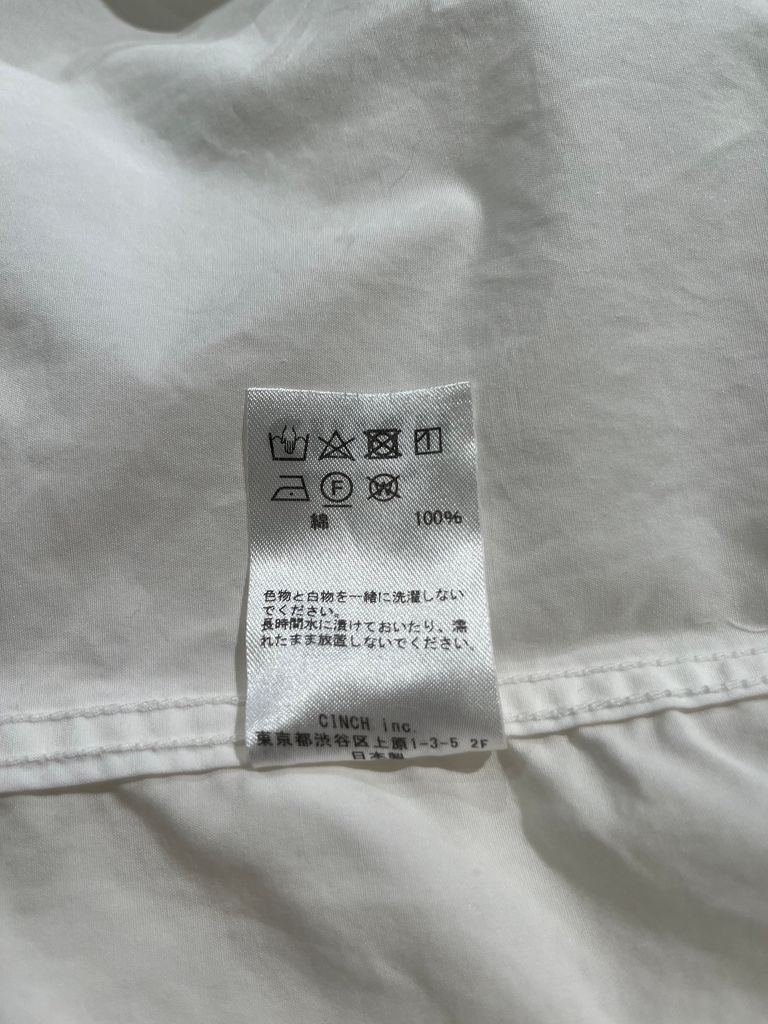 F W
綿 100%
色物と白物を一緒に洗濯しない
でください。
長時間水に漬けておいたり、濡
れたまま放置しないでください。
CINCH inc.
東京都渋谷区上原1-3-5 2F
日本製